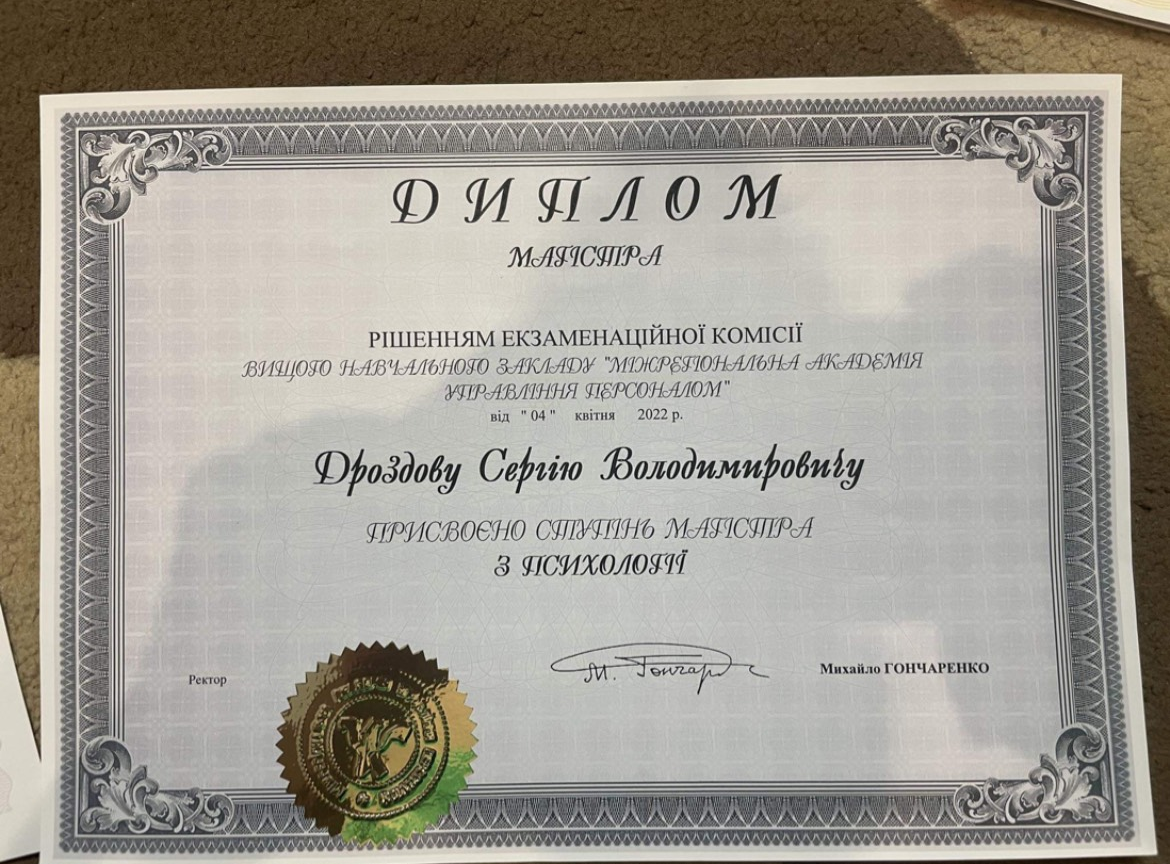 ДИПЛОМ
МАГІСТРА
РІШЕННЯМ ЕКЗАМЕНАЦІЙНОЇ КОМІСІЇ
ВИЩОГО НАВЧАЛЬНОГО ЗАКЛАДУ "МІЖРЕГІОНАЛЬНА АКАДЕМІЯ
УПРАВЛІННЯ ПЕРСОНАЛОМ"
від "04" квітня 2022 р.
Дроздову Сергію Володимировичу
ПРИСВОЄНО СТУПІНЬ МАГІСТРА
З ПСИХОЛОГІЇ
Ректор
М. Гончар
Михайло ГОНЧАРЕНКО